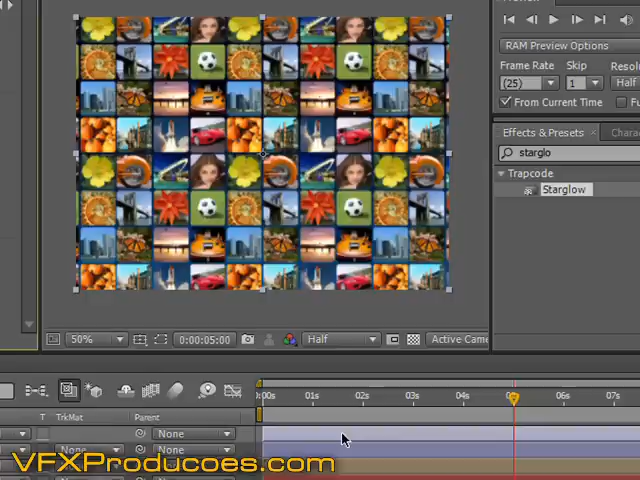 RAM Preview Options
Frame Rate Skip
(25) 1 Half
From Current Time
Effects & Presets ×
starglo
Trapcode
Starglow
50% 0:00:05:00 Half Active Came
01s 02s 03s 04s 06s 07s
T TrkMat Parent
None
None
VFXProducoes.com